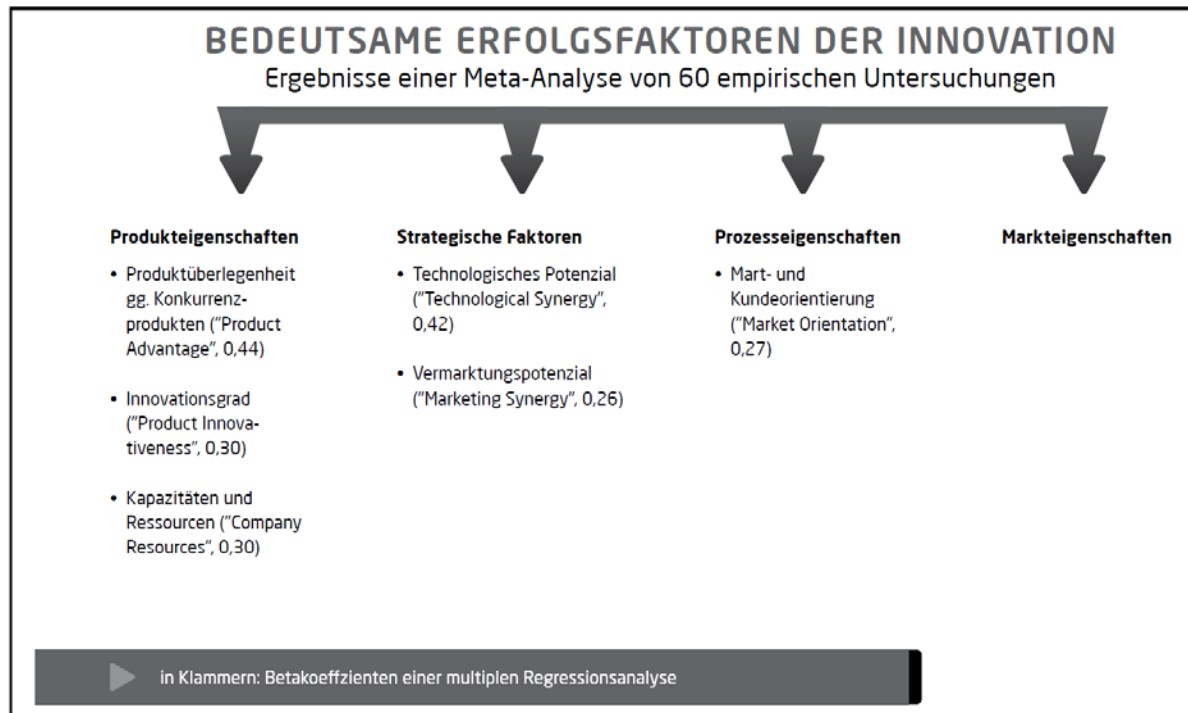 BEDEUTSAME ERFOLGSFAKTOREN DER INNOVATION
Ergebnisse einer Meta-Analyse von 60 empirischen Untersuchungen
Produkteigenschaften
• Produktüberlegenheit
gg. Konkurrenz-
produkten ("Product
Advantage", 0,44)
• Innovationsgrad
("Product Innova-
tiveness", 0,30)
• Kapazitäten und
Ressourcen ("Company
Resources", 0,30)
Strategische Faktoren
• Technologisches Potenzial
("Technological Synergy",
0,42)
• Vermarktungspotenzial
("Marketing Synergy", 0,26)
Prozesseigenschaften
• Mart- und
Kundeorientierung
("Market Orientation",
0,27)
Markteigenschaften
in Klammern: Betakoeffzienten einer multiplen Regressionsanalyse